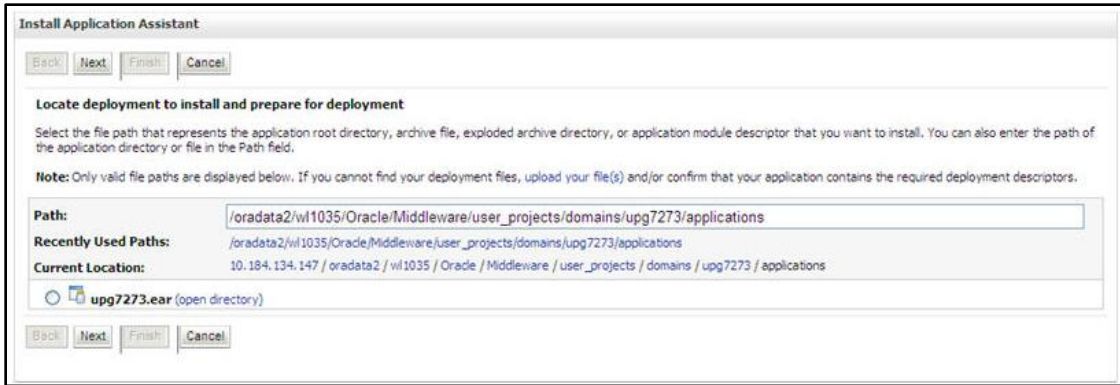 Install Application Assistant
Back Next Finish Cancel
Locate deployment to install and prepare for deployment
Select the file path that represents the application root directory, archive file, exploded archive directory, or application module descriptor that you want to install. You can also enter the path of
the application directory or file in the Path field.
Note: Only valid file paths are displayed below. If you cannot find your deployment files, upload your file(s) and/or confirm that your application contains the required deployment descriptors.
Path: /oradata2/wl1035/Oracle/Middleware/user_projects/domains/upg7273/applications
Recently Used Paths: /oradata2/wl1035/Oracle/Middleware/user_projects/domains/upg7273/applications
Current Location: 10.184.134.147 / oradata2 / wl1035 / Oracle / Middleware / user_projects / domains / upg7273 / applications
upg7273.ear (open directory)
Back Next Finish Cancel